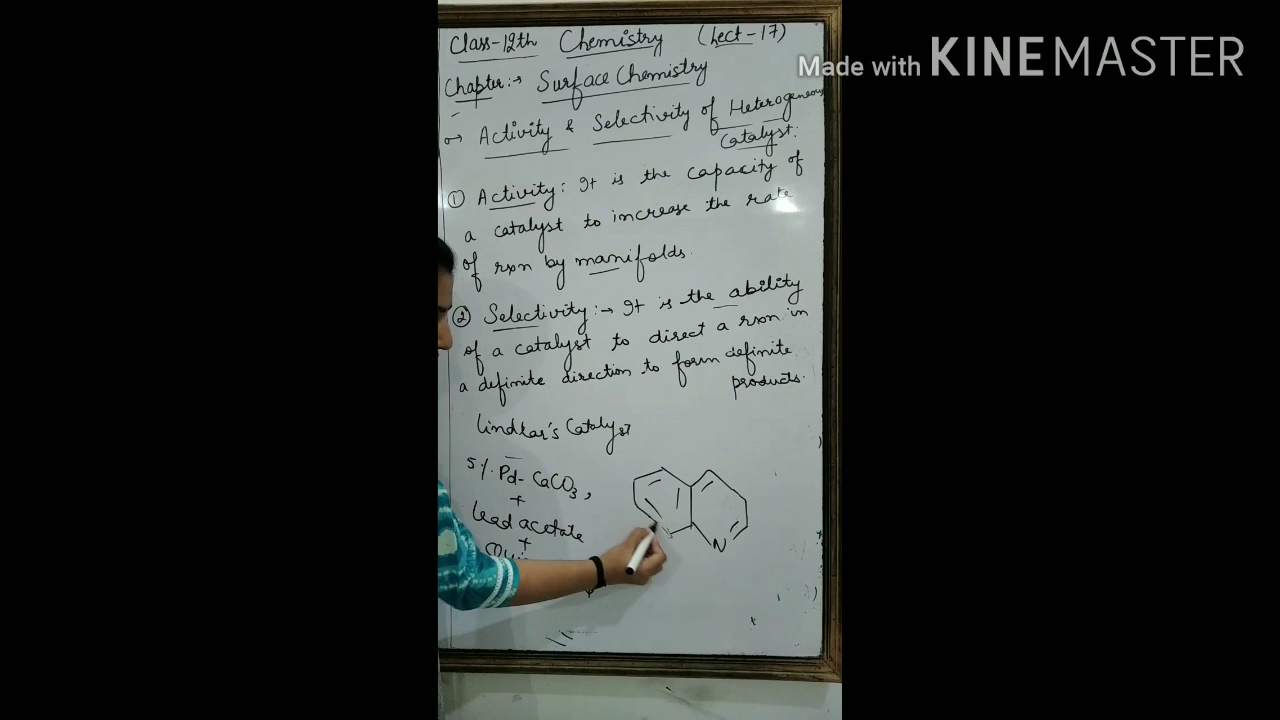 Made with KINEMASTER
Class-12th Chemistry (Lect-17)
Chapter:→ Surface Chemistry
Activity & Selectivity of Heterogeneous
Catalyst:
① Activity: It is the capacity of
a catalyst to increase the rate
of rxn by manifolds.
② Selectivity:→ It is the ability
of a catalyst to direct a rxn in
a definite direction to form definite
products.
Lindlar's Catalyst
5%. Pd- CaCO3,
+
lead acetate
+
N